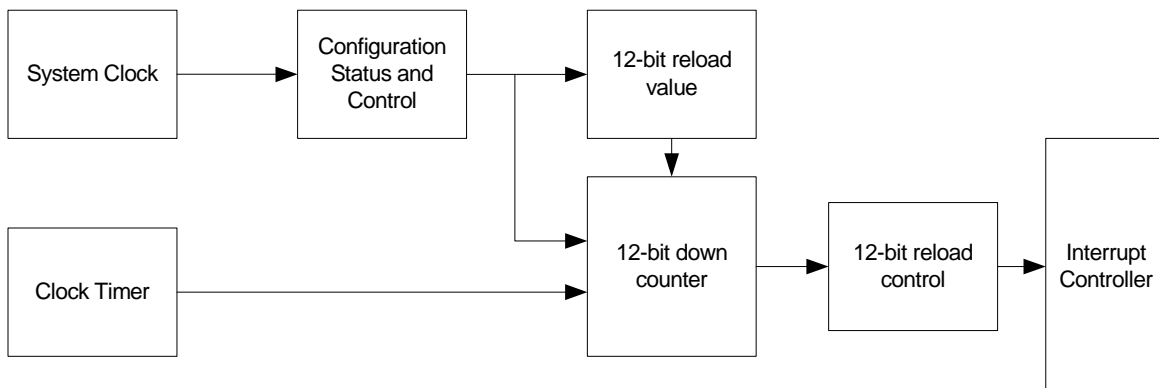 System Clock
Configuration
Status and
Control
12-bit reload
value
Clock Timer
12-bit down
counter
12-bit reload
control
Interrupt
Controller